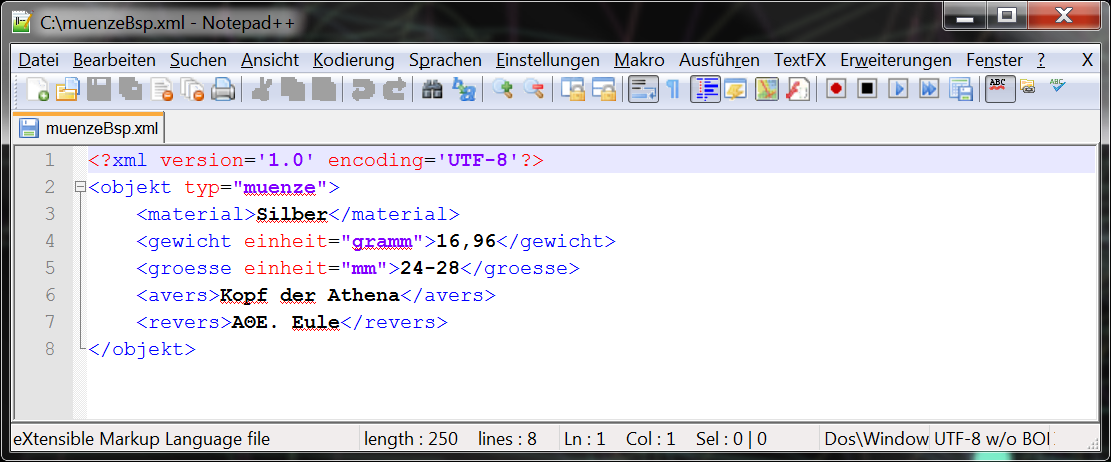 C:\muenzeBsp.xml - Notepad++
Datei Bearbeiten Suchen Ansicht Kodierung Sprachen Einstellungen Makro Ausführen TextFX Erweiterungen Fenster ? X
ABC ABC
muenzeBsp.xml
1 <?xml version='1.0' encoding='UTF-8'?>
2 <objekt typ="muenze">
3 <material>Silber</material>
4 <gewicht einheit="gramm">16,96</gewicht>
5 <groesse einheit="mm">24-28</groesse>
6 <avers>Kopf der Athena</avers>
7 <revers>ΑΘΕ. Eule</revers>
8 </objekt>
eXtensible Markup Language file length : 250 lines : 8 Ln : 1 Col : 1 Sel : 0 | 0 Dos\Window UTF-8 w/o BOI